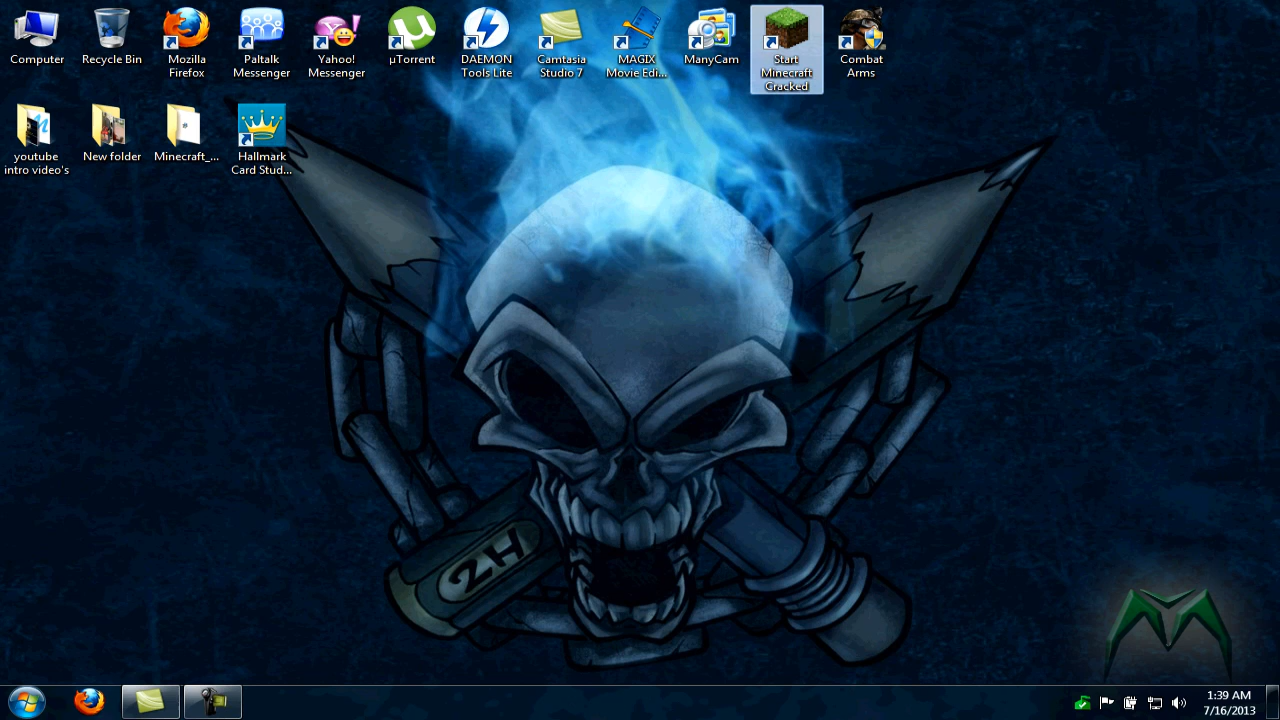 Computer
Recycle Bin
Mozilla
Firefox
Paltalk
Messenger
Yahoo!
Messenger
µTorrent
DAEMON
Tools Lite
Camtasia
Studio 7
MAGIX
Movie Edi...
ManyCam
Start
Minecraft
Cracked
Combat
Arms
youtube
intro video's
New folder
Minecraft_...
Hallmark
Card Stud...
2H
1:39 AM
7/16/2013